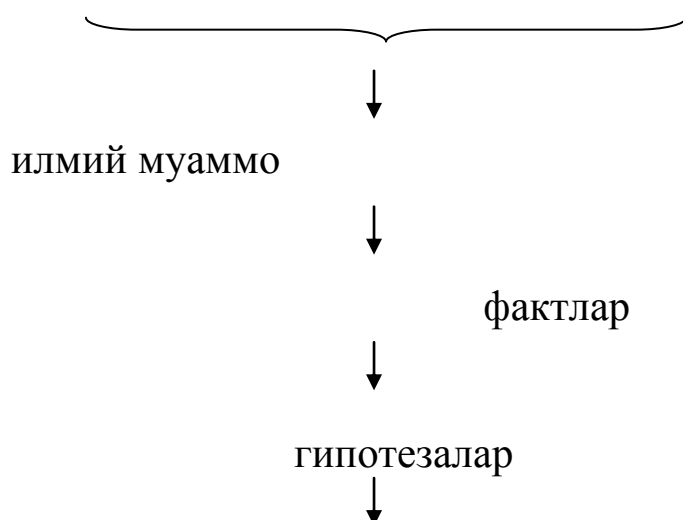 илмий муаммо
фактлар
гипотезалар